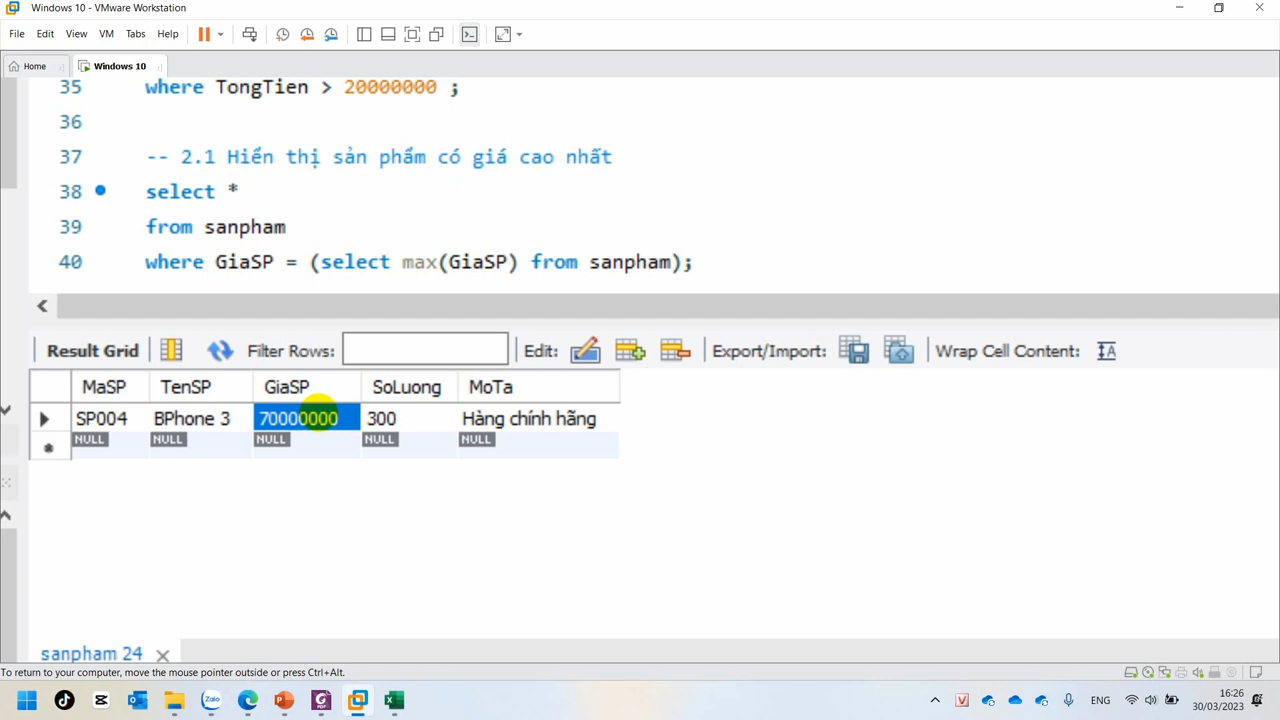 Windows 10 - VMware Workstation
File Edit View VM Tabs Help
Home Windows 10
35 where TongTien > 20000000 ;
36
37 -- 2.1 Hiển thị sản phẩm có giá cao nhất
38 select *
39 from sanpham
40 where GiaSP = (select max(GiaSP) from sanpham);
Result Grid Filter Rows: Edit: Export/Import: Wrap Cell Content:
MaSP TenSP GiaSP SoLuong MoTa
SP004 BPhone 3 70000000 300 Hàng chính hãng
NULL NULL NULL NULL NULL
sanpham 24
To return to your computer, move the mouse pointer outside or press Ctrl+Alt.
Zalo ENG 16:26
30/03/2023